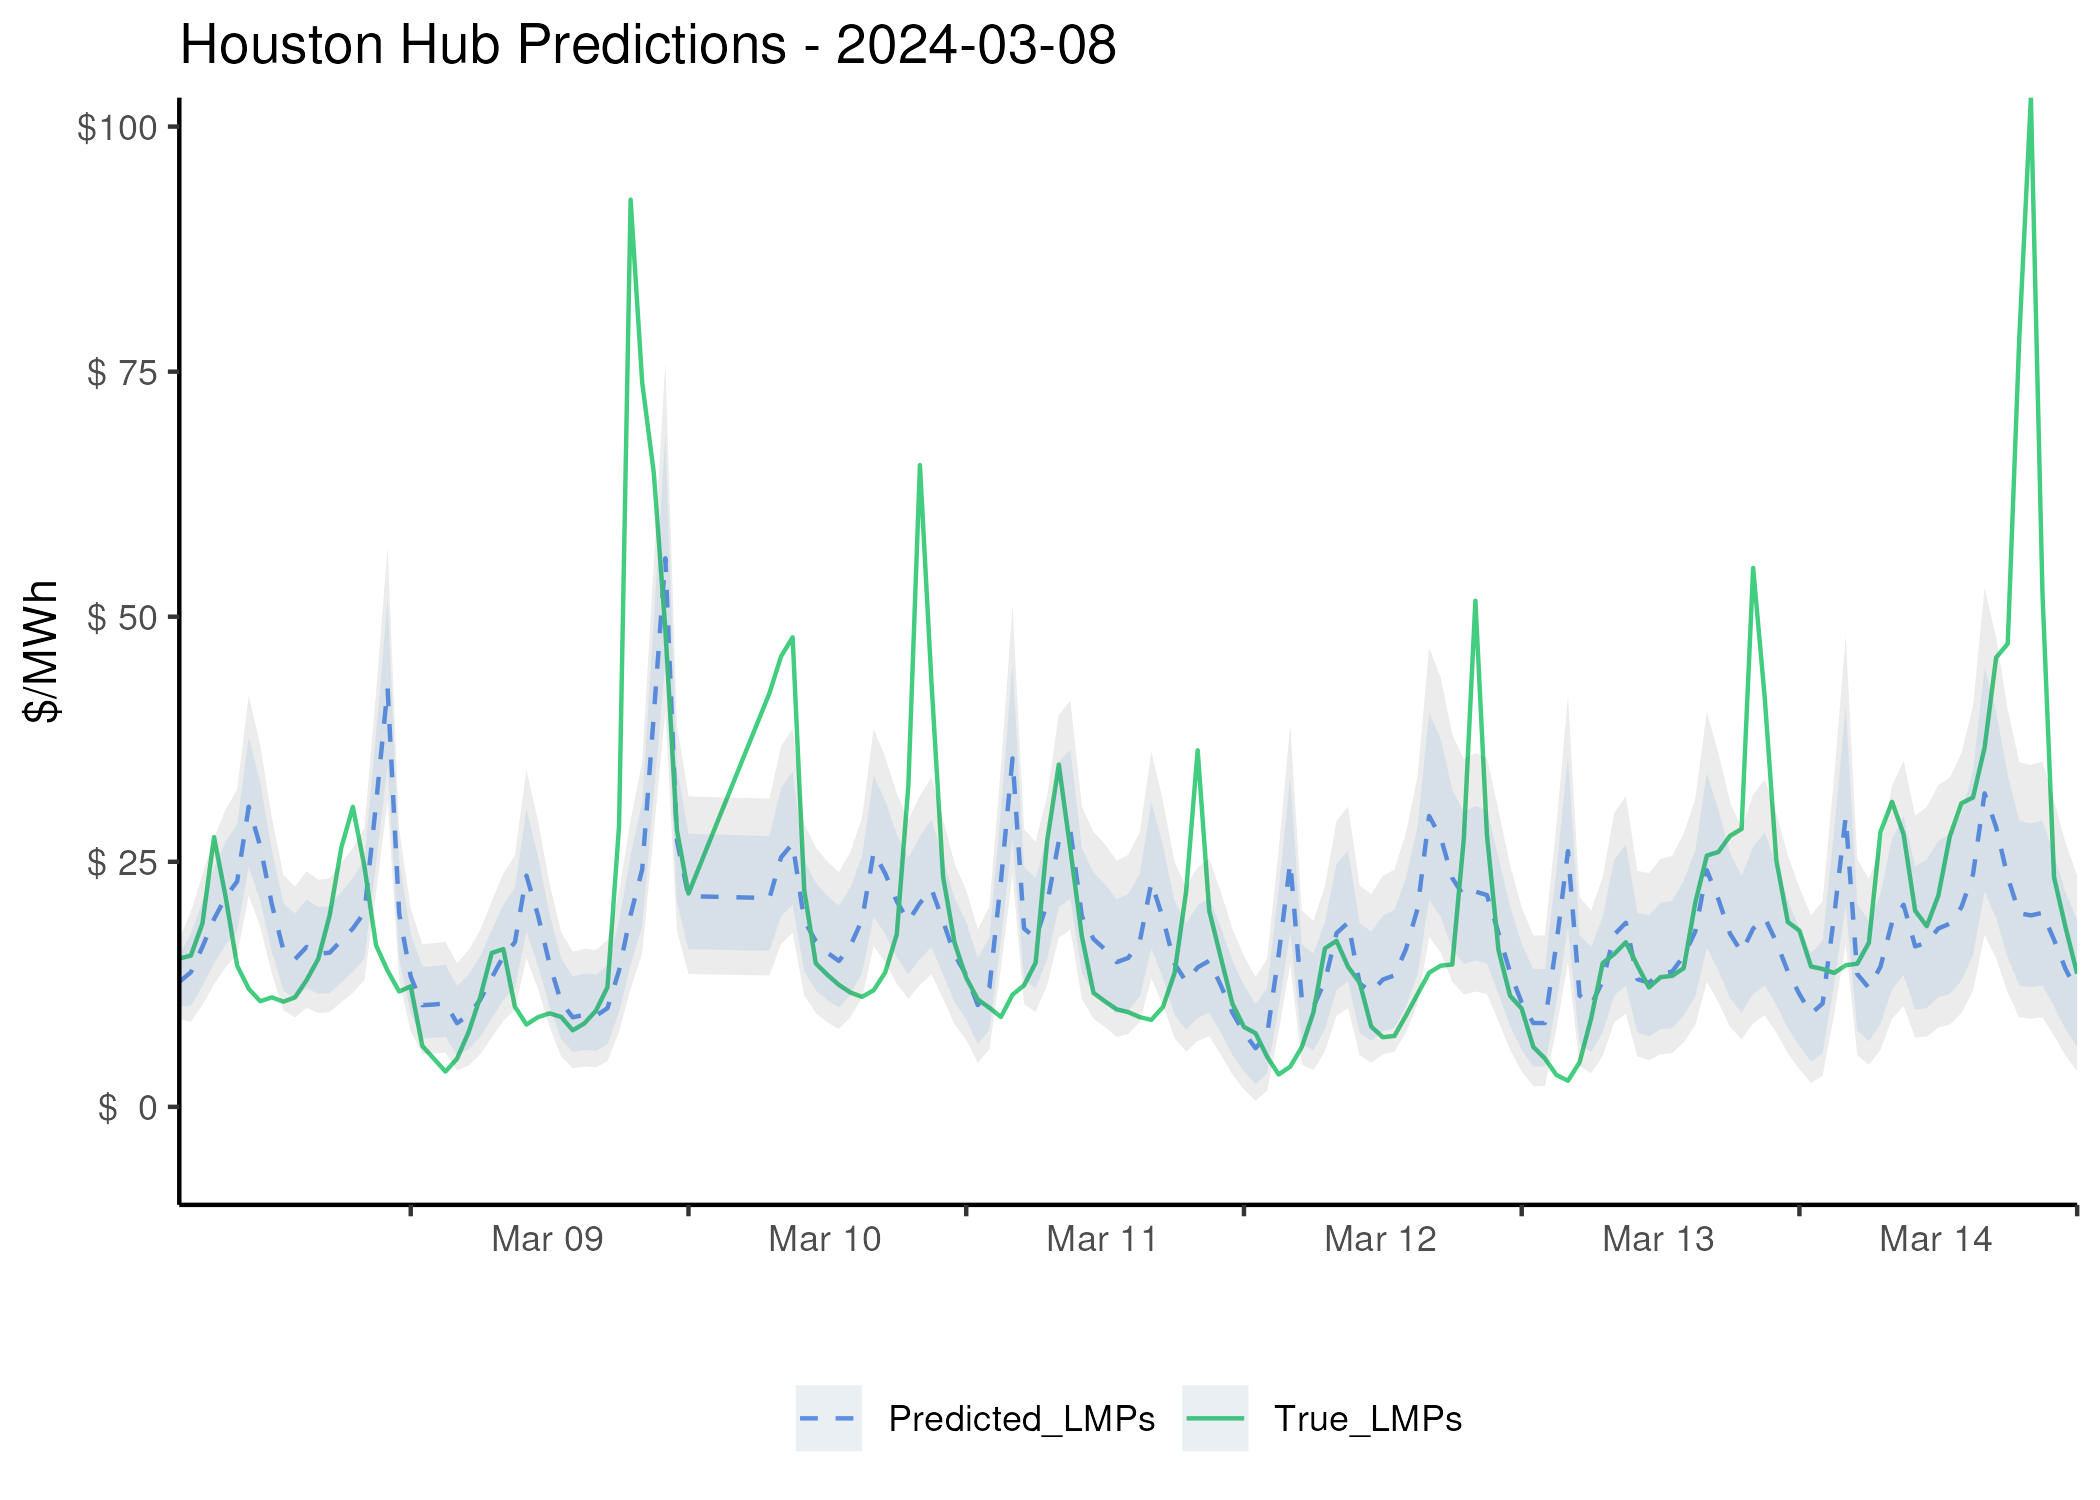 Houston Hub Predictions - 2024-03-08
$100
$ 75
$ 50
$ 25
$ 0
$/MWh
Mar 09 Mar 10 Mar 11 Mar 12 Mar 13 Mar 14
Predicted_LMPs True_LMPs